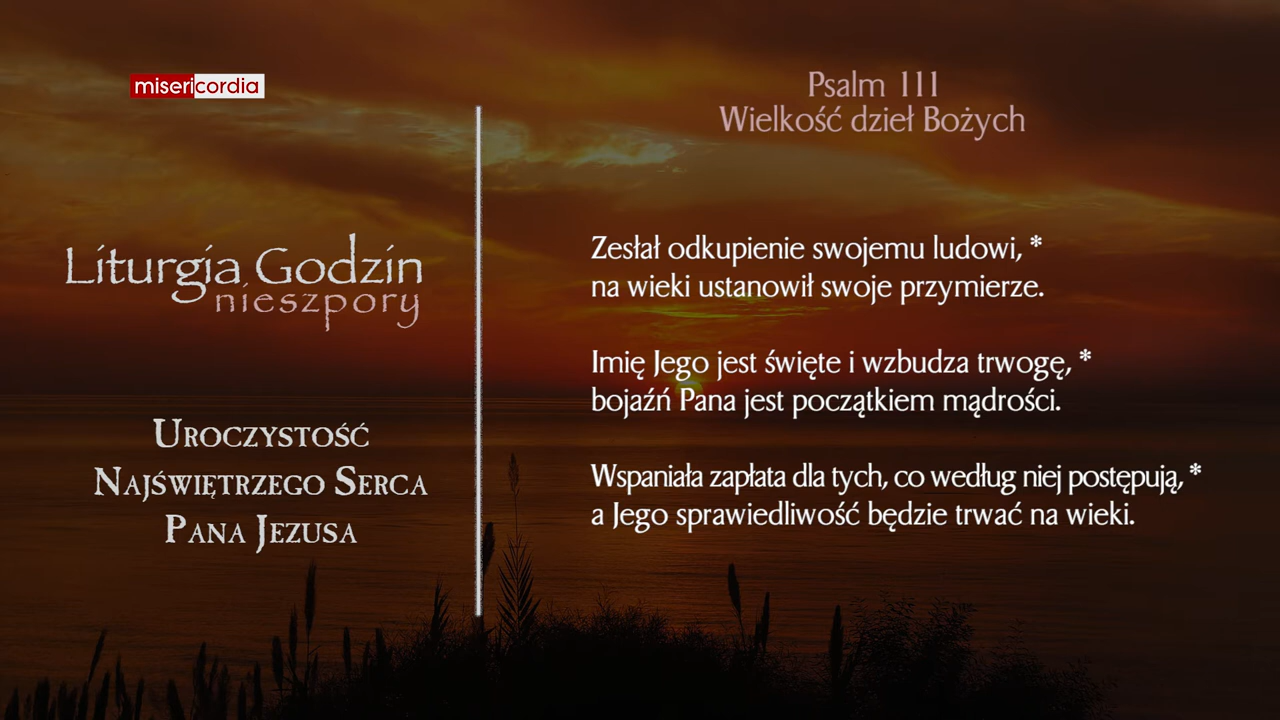 misericordia
Liturgia Godzin
nieszpory
Uroczystość
Najświętrzego Serca
Pana Jezusa
Psalm 111
Wielkość dzieł Bożych
Zesłał odkupienie swojemu ludowi, *
na wieki ustanowił swoje przymierze.
Imię Jego jest święte i wzbudza trwogę, *
bojaźń Pana jest początkiem mądrości.
Wspaniała zapłata dla tych, co według niej postępują, *
a Jego sprawiedliwość będzie trwać na wieki.